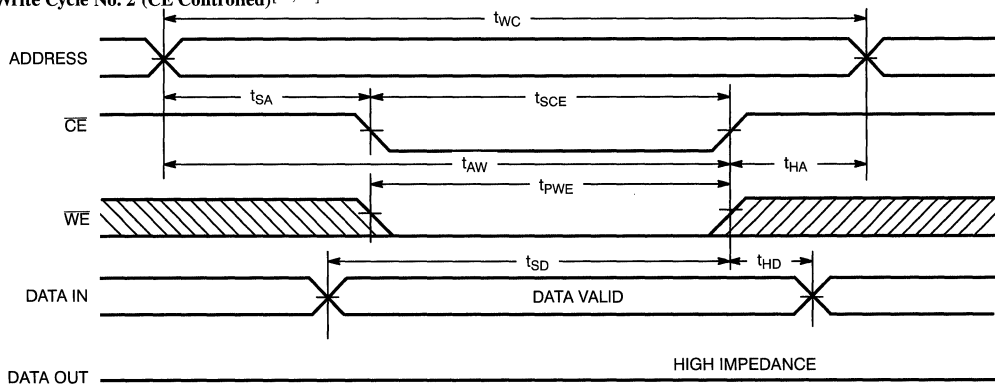 Write Cycle No. 2 (CE Controlled)
tWC
ADDRESS
tSA
tSCE
CE
tAW
tHA
tPWE
WE
tSD
tHD
DATA IN
DATA VALID
HIGH IMPEDANCE
DATA OUT